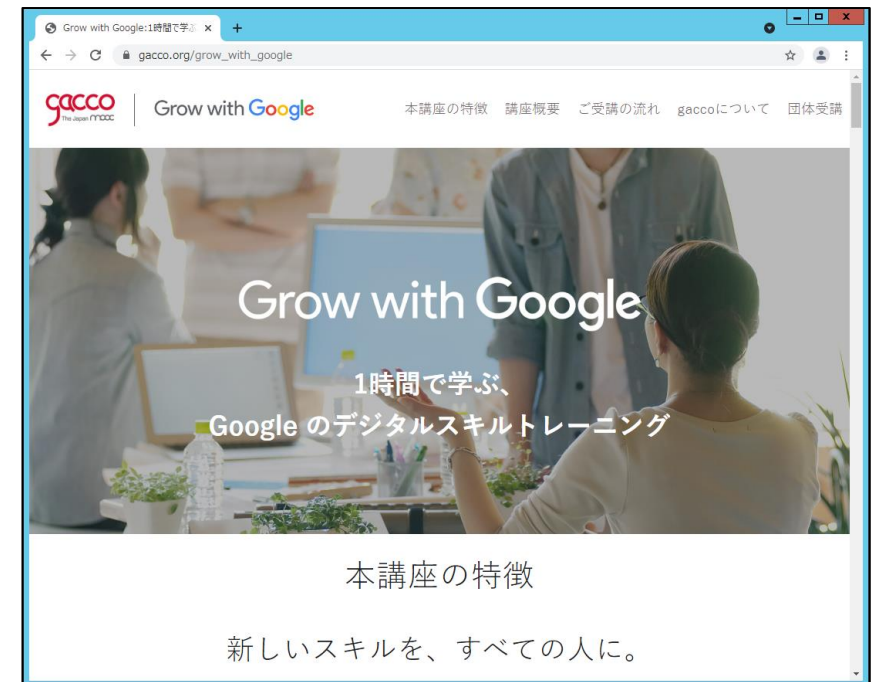 Grow with Google:1時間で学ぶ
gacco.org/grow_with_google
gacco
The Japan MOOC
Grow with Google
本講座の特徴 講座概要 ご受講の流れ gaccoについて 団体受講
Grow with Google
1時間で学ぶ、
Google のデジタルスキルトレーニング
本講座の特徴
新しいスキルを、すべての人に。